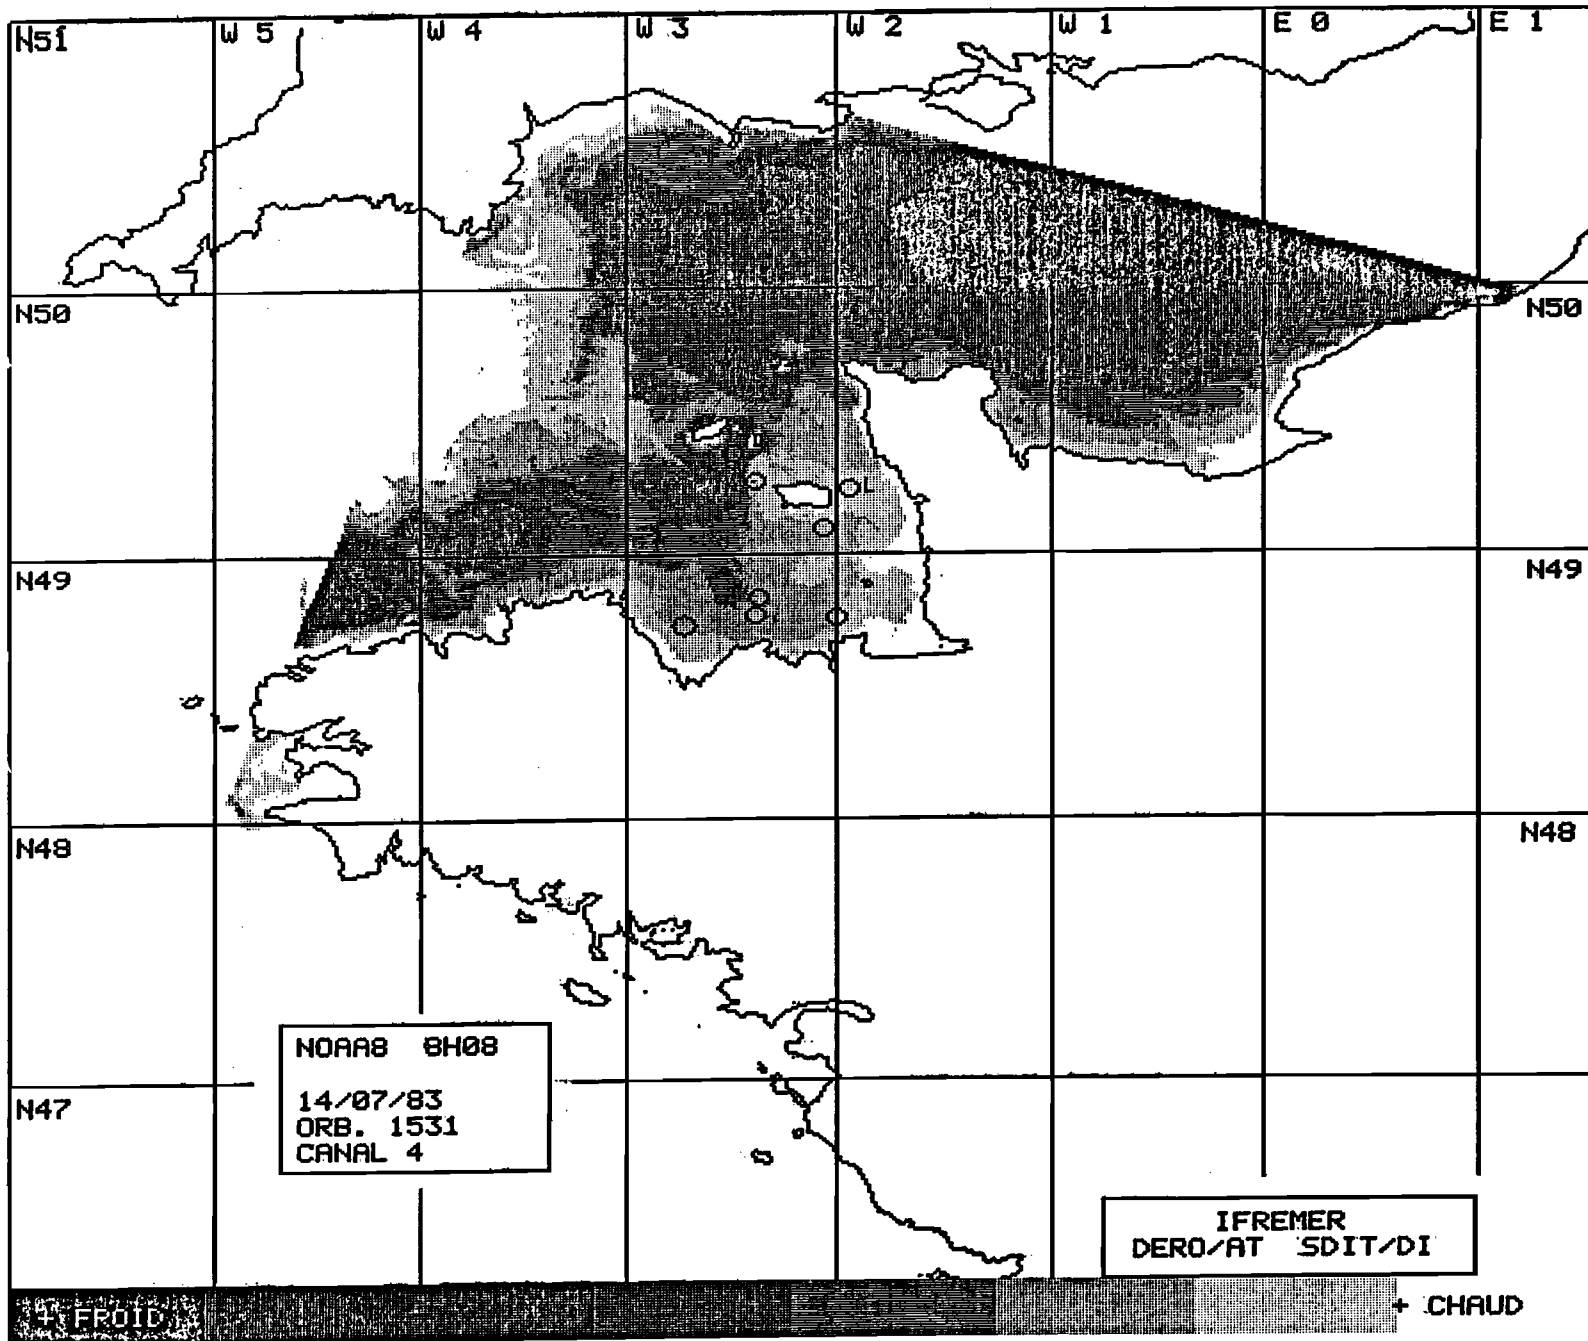 N51 W 5 W 4 W 3 W 2 W 1 E 0 E 1
N50 N50
N49 N49
N48 N48
N47
NOAA8 8H08
14/07/83
ORB. 1531
CANAL 4
IFREMER
DERO/AT SDIT/DI
+ FROID + CHAUD